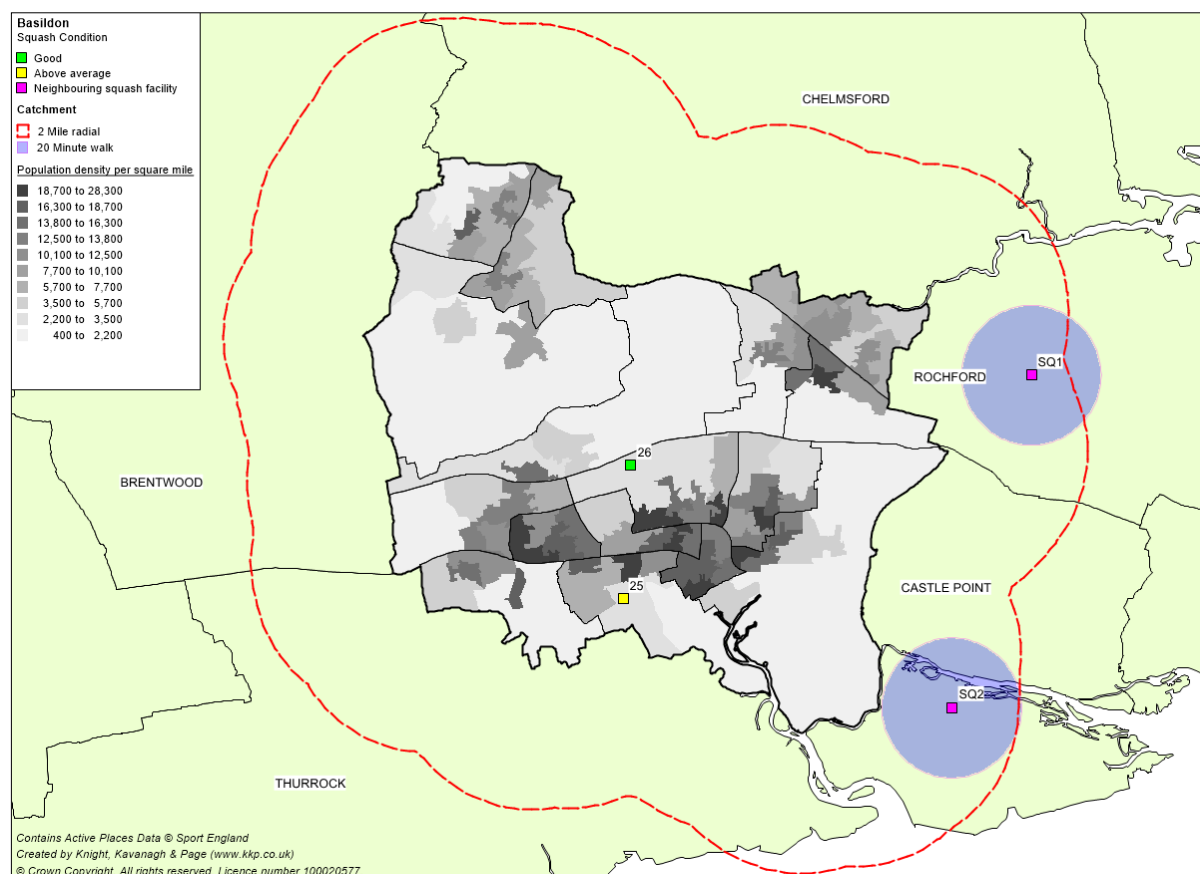 Basildon
Squash Condition
Good
Above average
Neighbouring squash facility
Catchment
2 Mile radial
20 Minute walk
Population density per square mile
18,700 to 28,300
16,300 to 18,700
13,800 to 16,300
12,500 to 13,800
10,100 to 12,500
7,700 to 10,100
5,700 to 7,700
3,500 to 5,700
2,200 to 3,500
400 to 2,200
CHELMSFORD
SQ1
ROCHFORD
26
BRENTWOOD
25
CASTLE POINT
SQ2
THURROCK
Contains Active Places Data © Sport England
Created by Knight, Kavanagh & Page (www.kkp.co.uk)
© Crown Copyright. All rights reserved. Licence number 100020577